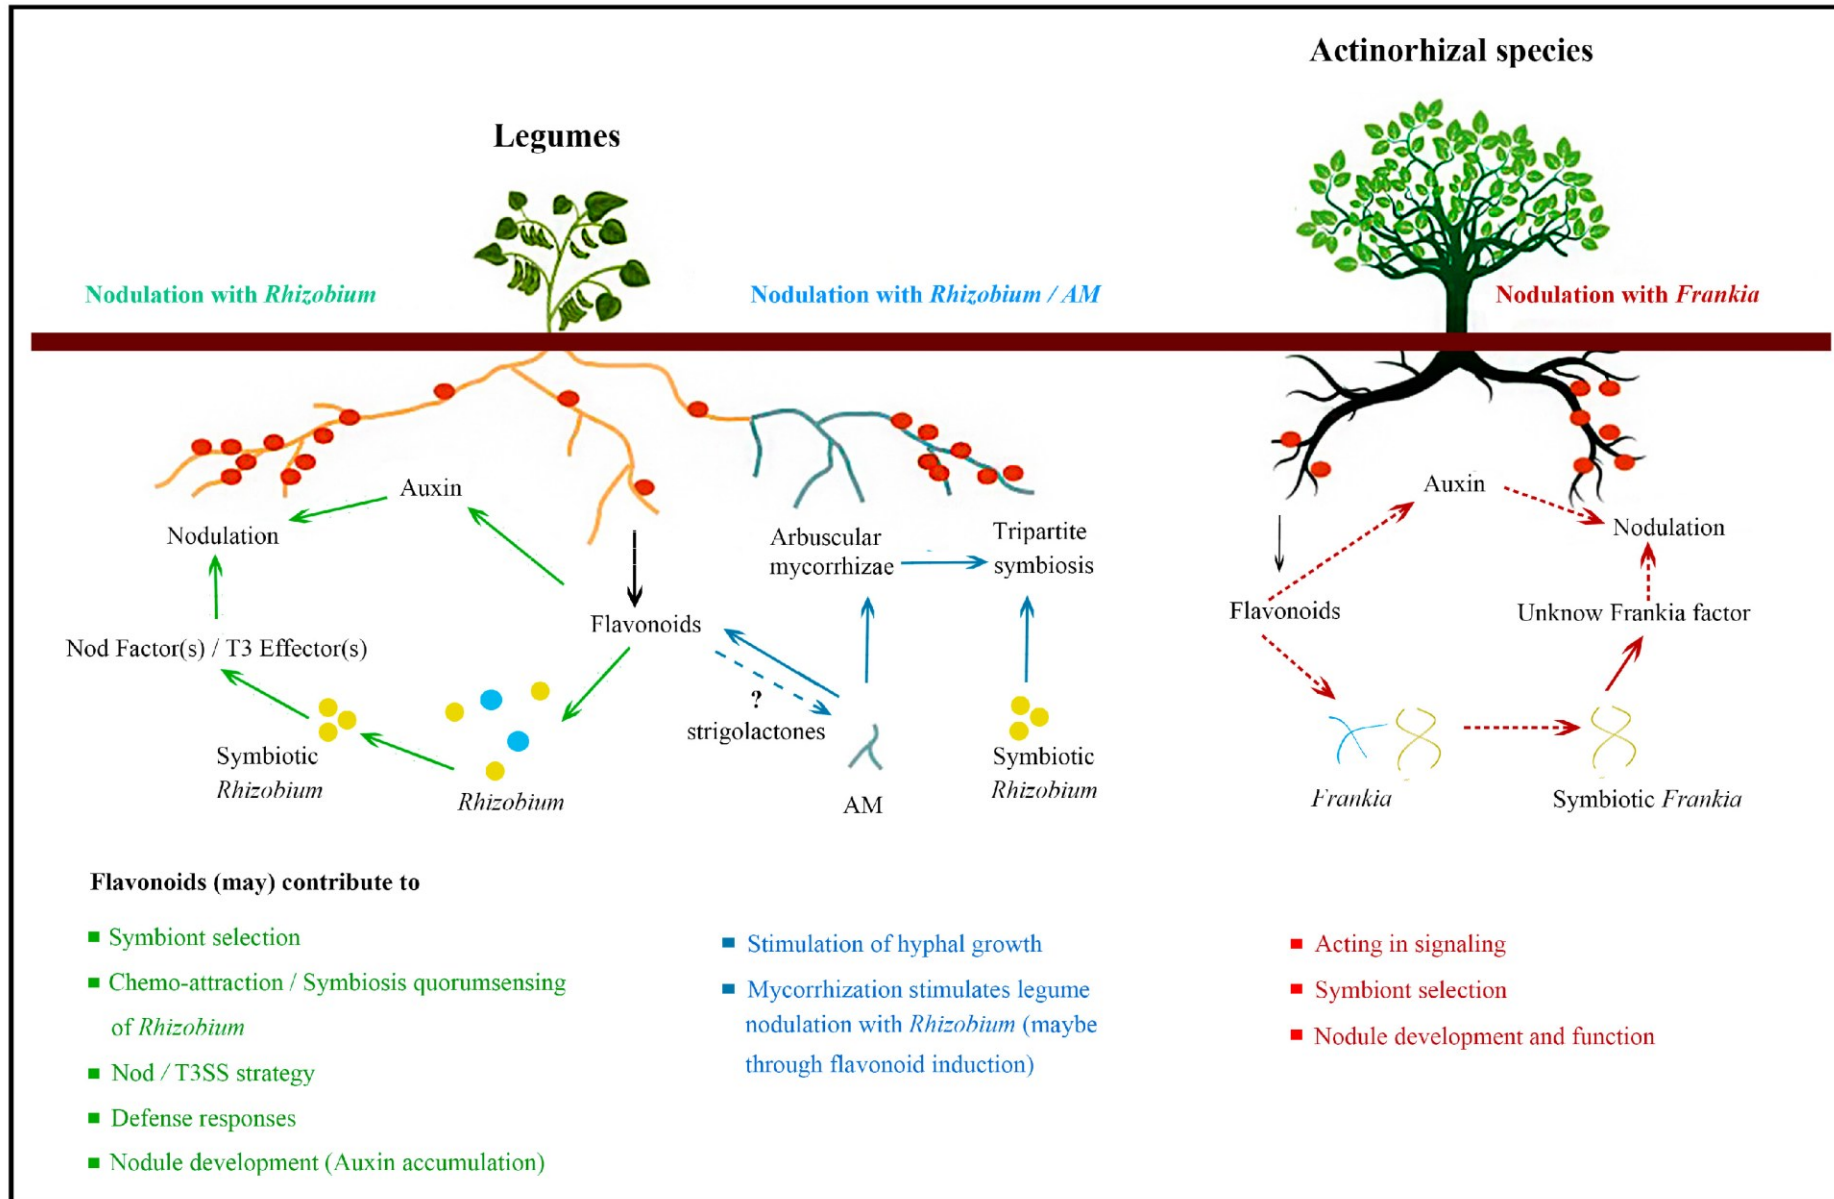 Actinorhizal species
Legumes
Nodulation with Rhizobium
Nodulation with Rhizobium / AM
Nodulation with Frankia
Auxin
Nodulation
Flavonoids
Nod Factor(s) / T3 Effector(s)
Symbiotic
Rhizobium
Rhizobium
Arbuscular
mycorrhizae
Tripartite
symbiosis
?
strigolactones
AM
Symbiotic
Rhizobium
Auxin
Nodulation
Flavonoids
Unknow Frankia factor
Frankia
Symbiotic Frankia
Flavonoids (may) contribute to
Symbiont selection
Chemo-attraction / Symbiosis quorumsensing
of Rhizobium
Nod / T3SS strategy
Defense responses
Nodule development (Auxin accumulation)
Stimulation of hyphal growth
Mycorrhization stimulates legume
nodulation with Rhizobium (maybe
through flavonoid induction)
Acting in signaling
Symbiont selection
Nodule development and function